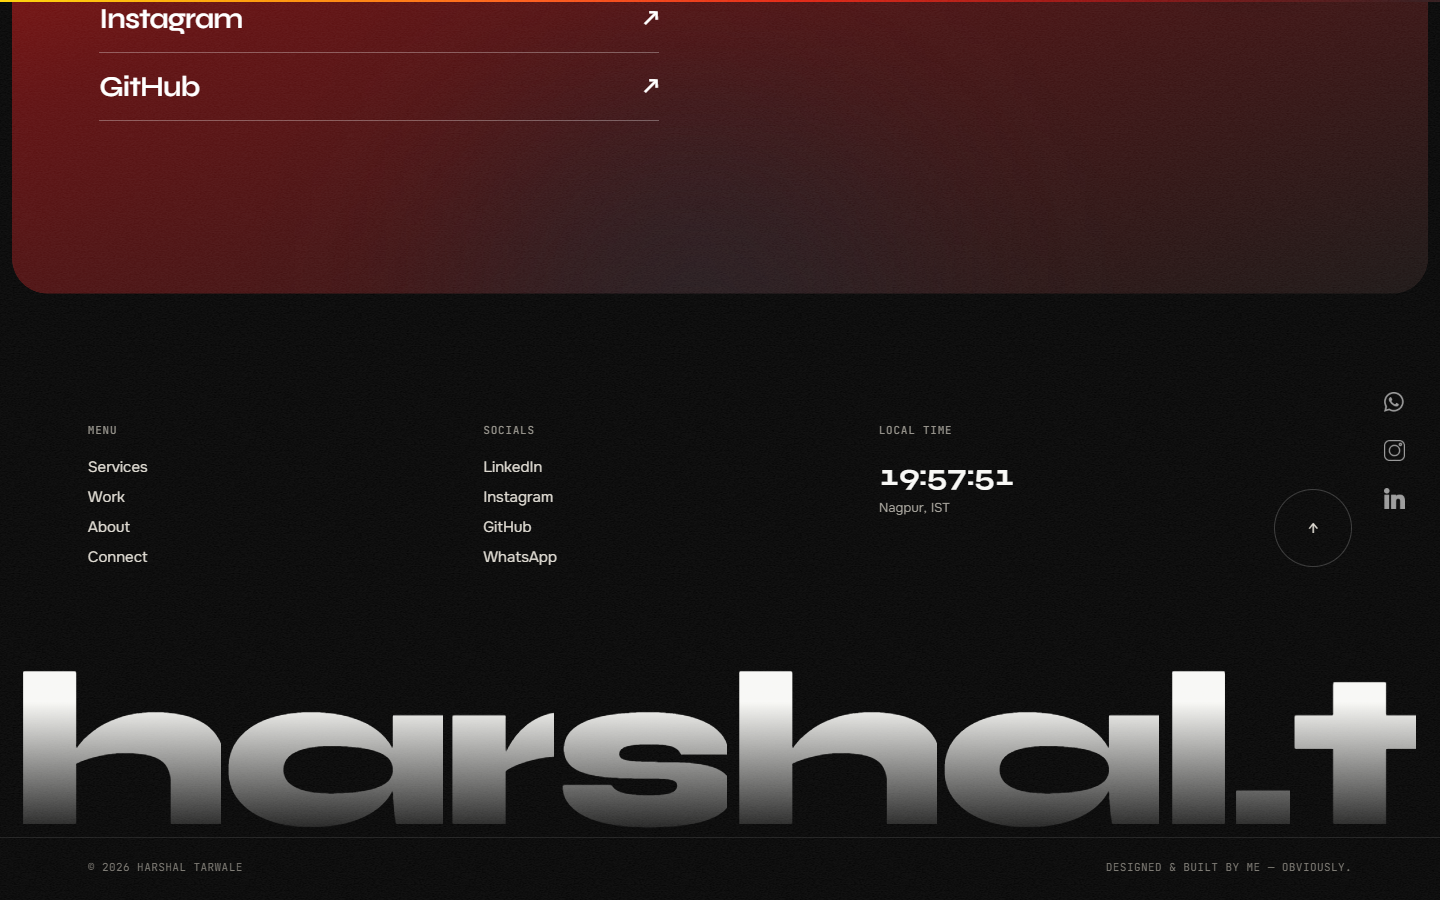 Instagram
GitHub
MENU
Services
Work
About
Connect
SOCIALS
LinkedIn
Instagram
GitHub
WhatsApp
LOCAL TIME
19:57:51
Nagpur, IST
harshal.t
© 2026 HARSHAL TARWALE
DESIGNED & BUILT BY ME — OBVIOUSLY.